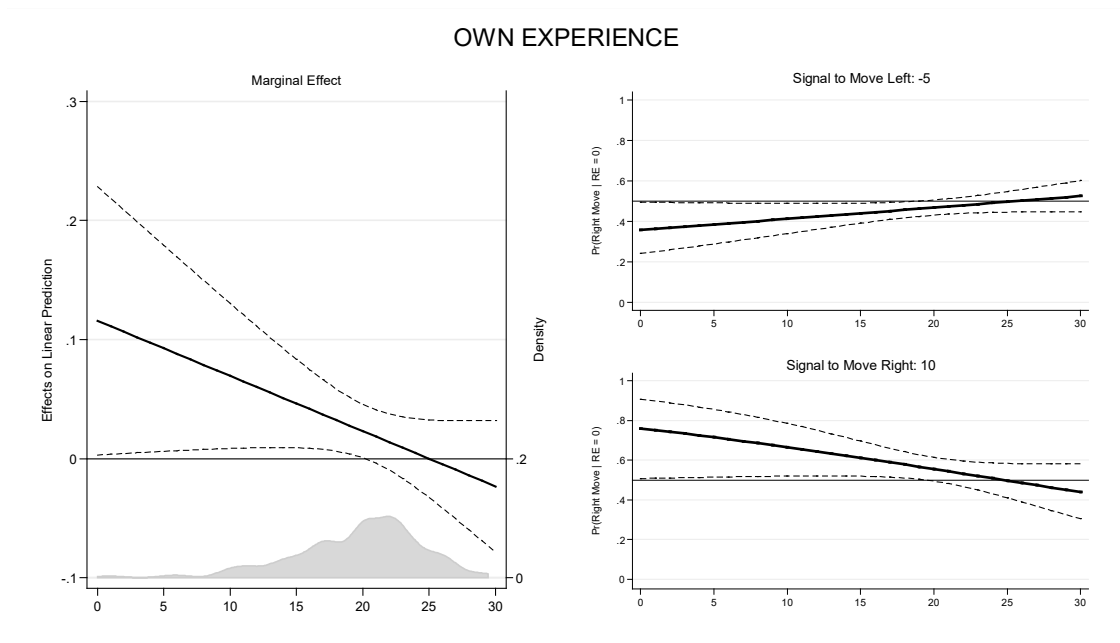 OWN EXPERIENCE
Marginal Effect
Effects on Linear Prediction
.3
.2
.1
0
-.1
Density
.2
0
0 5 10 15 20 25 30
Signal to Move Left: -5
Pr(Right Move | RE = 0)
1
.8
.6
.4
.2
0
0 5 10 15 20 25 30
Signal to Move Right: 10
Pr(Right Move | RE = 0)
1
.8
.6
.4
.2
0
0 5 10 15 20 25 30